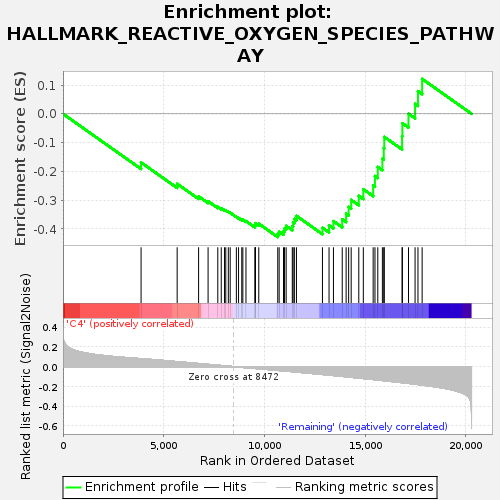 Enrichment plot:
HALLMARK_REACTIVE_OXYGEN_SPECIES_PATHW
AY
Enrichment score (ES)
0.1
0.0
-0.1
-0.2
-0.3
-0.4
Ranked list metric (Signal2Noise)
0.4
0.2
0.0
-0.2
-0.4
-0.6
'C4' (positively correlated)
Zero cross at 8472
'Remaining' (negatively correlated)
0
5,000
10,000
15,000
20,000
Rank in Ordered Dataset
Enrichment profile
Hits
Ranking metric scores